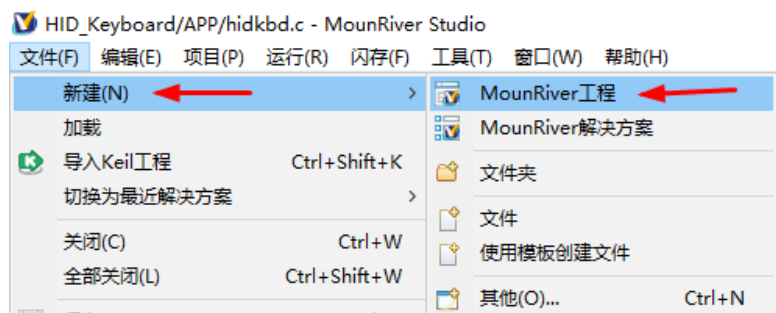 HID_Keyboard/APP/hidkbd.c - MounRiver Studio
文件(F) 编辑(E) 项目(P) 运行(R) 闪存(F) 工具(T) 窗口(W) 帮助(H)
新建(N) >
加载
导入Keil工程 Ctrl+Shift+K
切换为最近解决方案 >
关闭(C) Ctrl+W
全部关闭(L) Ctrl+Shift+W
MounRiver工程
MounRiver解决方案
文件夹
文件
使用模板创建文件
其他(O)... Ctrl+N